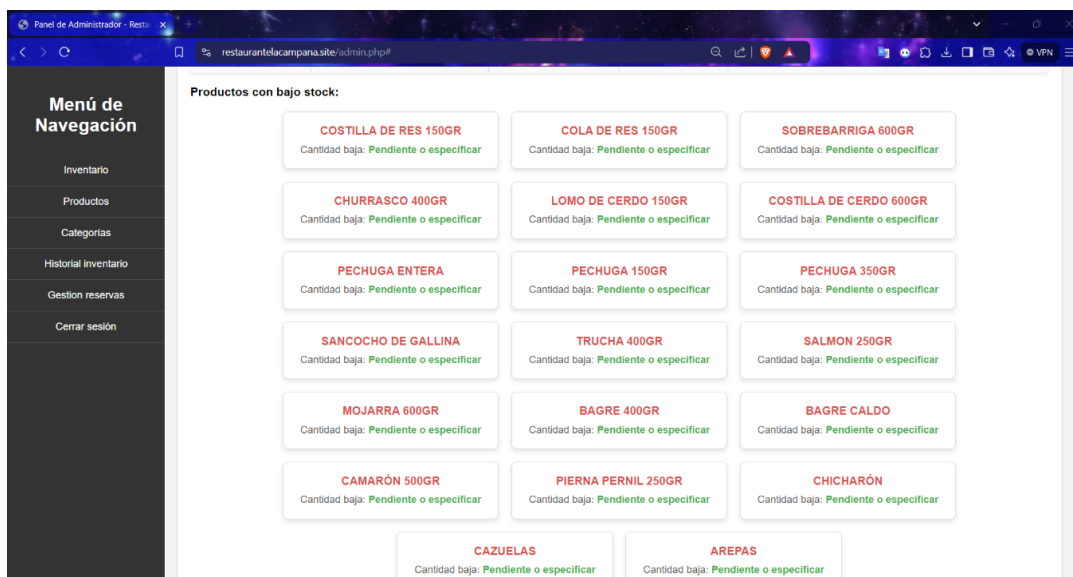 Panel de Administrador - Resta
restaurantelacampana.site/admin.php#
VPN
Menú de
Navegación
Inventario
Productos
Categorías
Historial inventario
Gestion reservas
Cerrar sesión
Productos con bajo stock:
COSTILLA DE RES 150GR
Cantidad baja: Pendiente o especificar
COLA DE RES 150GR
Cantidad baja: Pendiente o especificar
SOBREBARRIGA 600GR
Cantidad baja: Pendiente o especificar
CHURRASCO 400GR
Cantidad baja: Pendiente o especificar
LOMO DE CERDO 150GR
Cantidad baja: Pendiente o especificar
COSTILLA DE CERDO 600GR
Cantidad baja: Pendiente o especificar
PECHUGA ENTERA
Cantidad baja: Pendiente o especificar
PECHUGA 150GR
Cantidad baja: Pendiente o especificar
PECHUGA 350GR
Cantidad baja: Pendiente o especificar
SANCOCHO DE GALLINA
Cantidad baja: Pendiente o especificar
TRUCHA 400GR
Cantidad baja: Pendiente o especificar
SALMON 250GR
Cantidad baja: Pendiente o especificar
MOJARRA 600GR
Cantidad baja: Pendiente o especificar
BAGRE 400GR
Cantidad baja: Pendiente o especificar
BAGRE CALDO
Cantidad baja: Pendiente o especificar
CAMARÓN 500GR
Cantidad baja: Pendiente o especificar
PIERNA PERNIL 250GR
Cantidad baja: Pendiente o especificar
CHICHARÓN
Cantidad baja: Pendiente o especificar
CAZUELAS
Cantidad baja: Pendiente o especificar
AREPAS
Cantidad baja: Pendiente o especificar